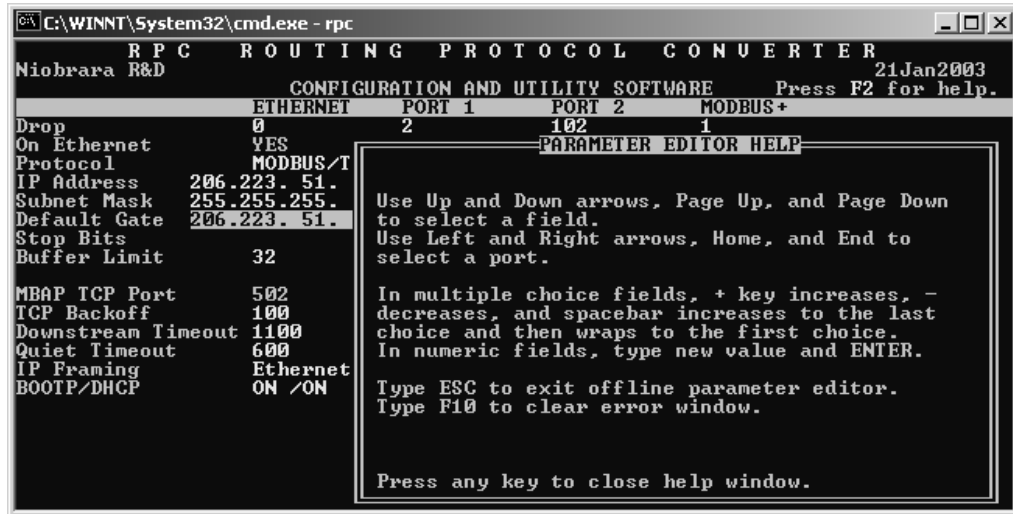 C:\WINNT\System32\cmd.exe - rpc
R P C R O U T I N G P R O T O C O L C O N V E R T E R
Niobrara R&D 21Jan2003
CONFIGURATION AND UTILITY SOFTWARE Press F2 for help.
ETHERNET PORT 1 PORT 2 MODBUS+
Drop 0 2 102 1
On Ethernet YES PARAMETER EDITOR HELP
Protocol MODBUS/T
IP Address 206.223. 51.
Subnet Mask 255.255.255. Use Up and Down arrows, Page Up, and Page Down
Default Gate 206.223. 51. to select a field.
Stop Bits Use Left and Right arrows, Home, and End to
Buffer Limit 32 select a port.
MBAP TCP Port 502 In multiple choice fields, + key increases, -
TCP Backoff 100 decreases, and spacebar increases to the last
Downstream Timeout 1100 choice and then wraps to the first choice.
Quiet Timeout 600 In numeric fields, type new value and ENTER.
IP Framing Ethernet
BOOTP/DHCP ON /ON Type ESC to exit offline parameter editor.
Type F10 to clear error window.
Press any key to close help window.